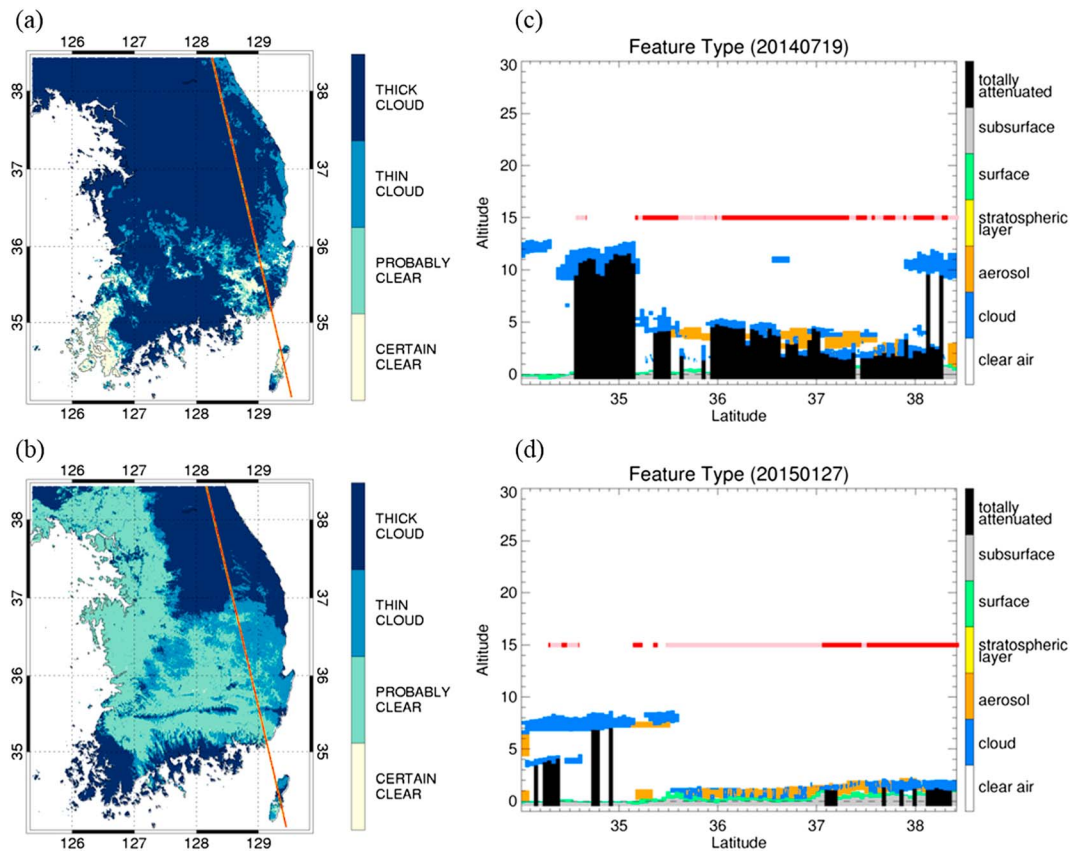 (a)
126 127 128 129
38
37
36
35
38
37
36
35
126 127 128 129
THICK
CLOUD
THIN
CLOUD
PROBABLY
CLEAR
CERTAIN
CLEAR
(c)
Feature Type (20140719)
Altitude
30
25
20
15
10
5
0
35 36 37 38
Latitude
totally
attenuated
subsurface
surface
stratospheric
layer
aerosol
cloud
clear air
(b)
126 127 128 129
38
37
36
35
38
37
36
35
126 127 128 129
THICK
CLOUD
THIN
CLOUD
PROBABLY
CLEAR
CERTAIN
CLEAR
(d)
Feature Type (20150127)
Altitude
30
25
20
15
10
5
0
35 36 37 38
Latitude
totally
attenuated
subsurface
surface
stratospheric
layer
aerosol
cloud
clear air